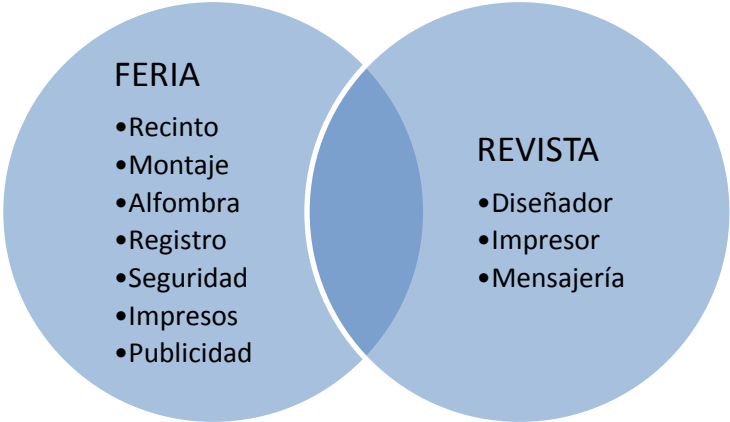 FERIA
•Recinto
•Montaje
•Alfombra
•Registro
•Seguridad
•Impresos
•Publicidad
REVISTA
•Diseñador
•Impresor
•Mensajería